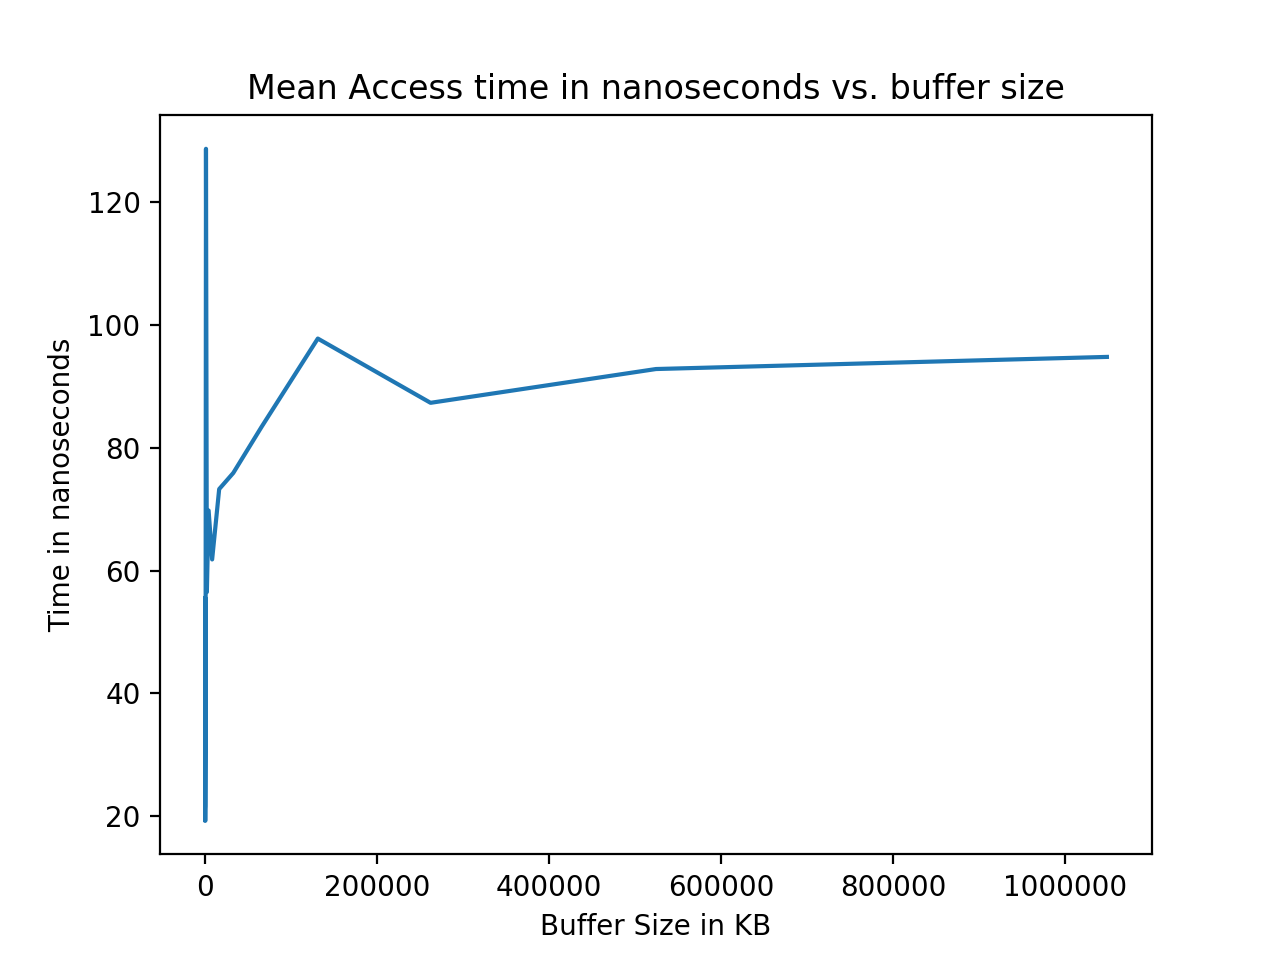 Mean Access time in nanoseconds vs. buffer size
Time in nanoseconds
120
100
80
60
40
20
0 200000 400000 600000 800000 1000000
Buffer Size in KB